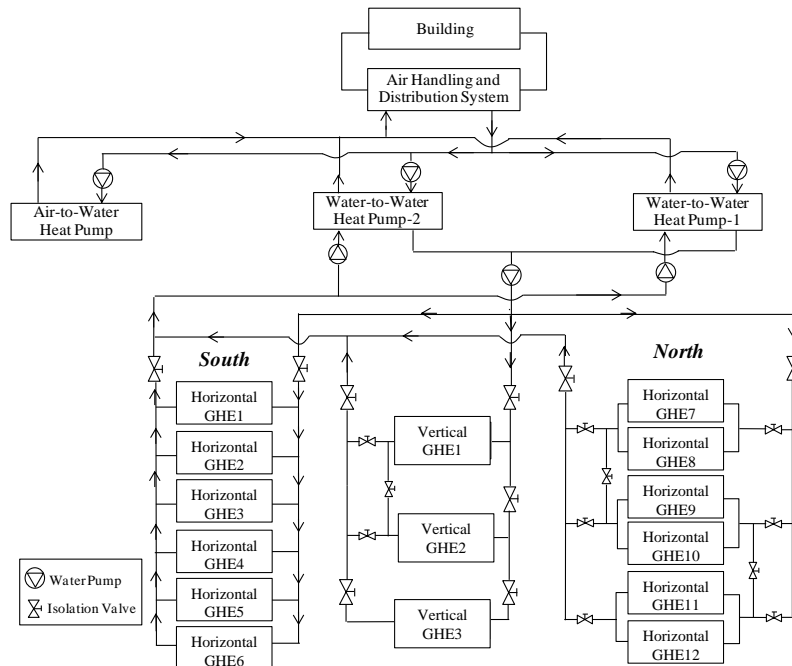 Building
Air Handling and
Distribution System
Air-to-Water
Heat Pump
Water-to-Water
Heat Pump-2
Water-to-Water
Heat Pump-1
South
North
Horizontal
GHE1
Horizontal
GHE2
Horizontal
GHE3
Horizontal
GHE4
Horizontal
GHE5
Horizontal
GHE6
Vertical
GHE1
Vertical
GHE2
Vertical
GHE3
Horizontal
GHE7
Horizontal
GHE8
Horizontal
GHE9
Horizontal
GHE10
Horizontal
GHE11
Horizontal
GHE12
Water Pump
Isolation Valve